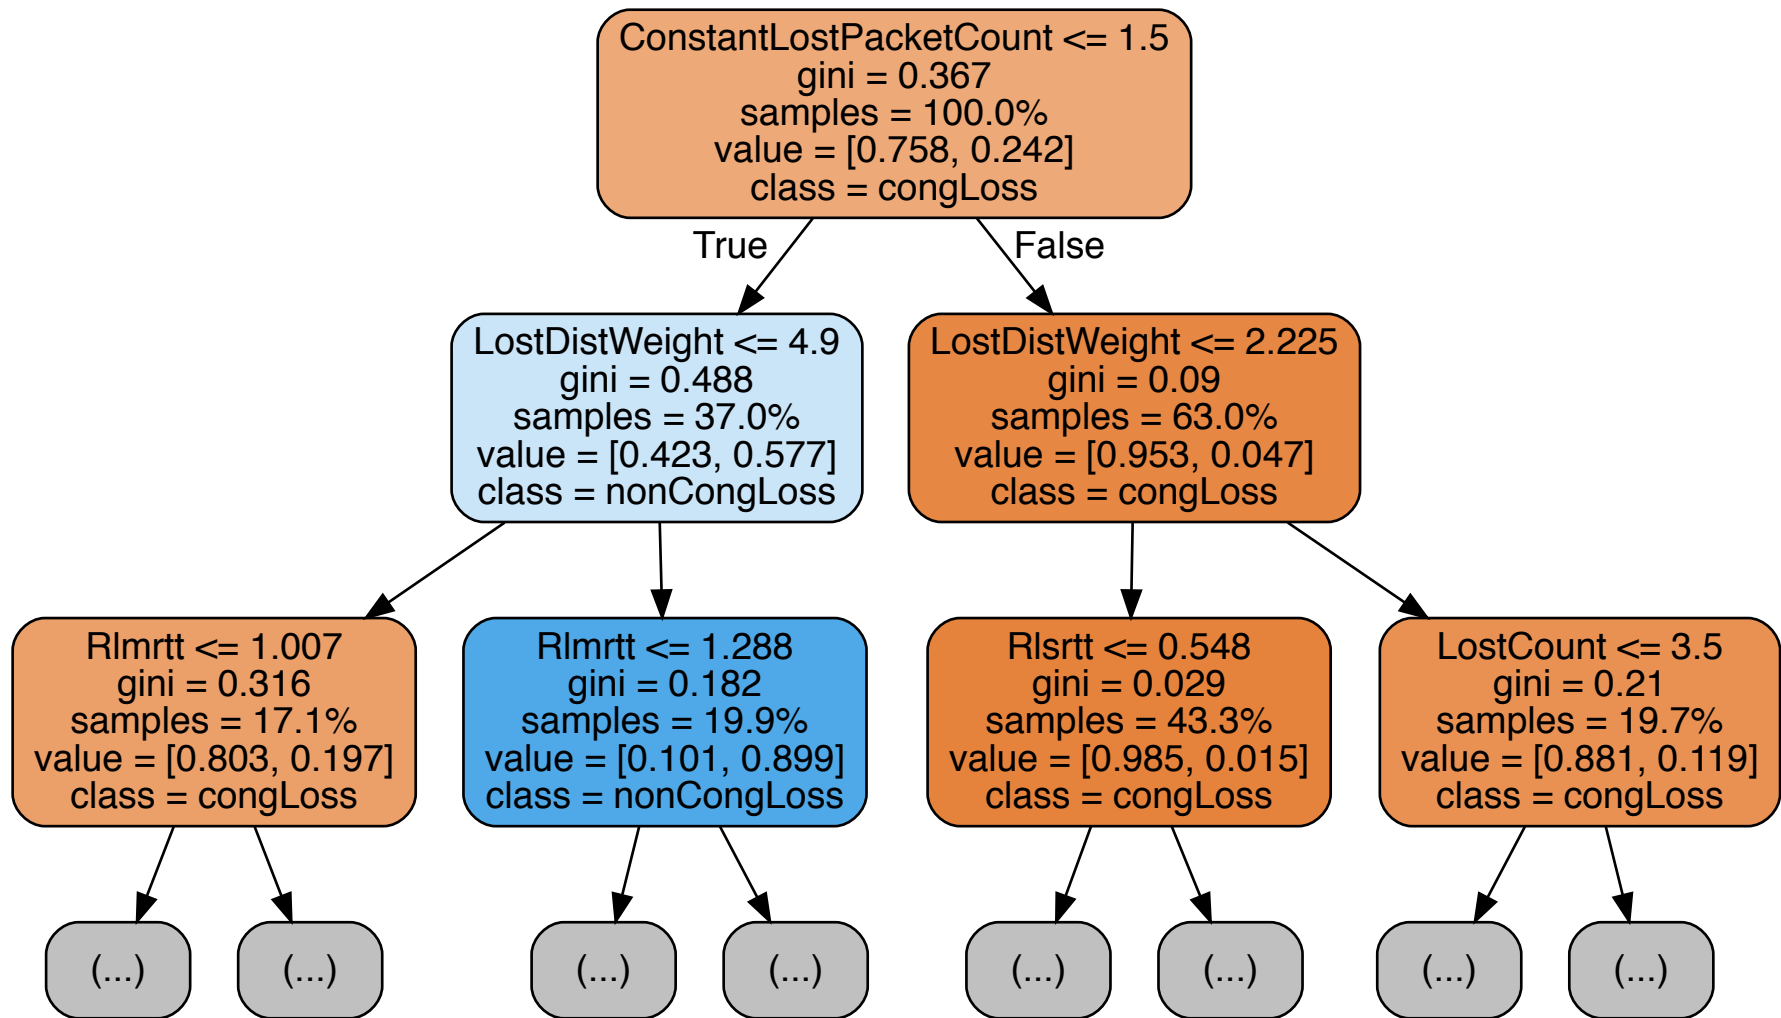 ConstantLostPacketCount <= 1.5
gini = 0.367
samples = 100.0%
value = [0.758, 0.242]
class = congLoss
True
False
LostDistWeight <= 4.9
gini = 0.488
samples = 37.0%
value = [0.423, 0.577]
class = nonCongLoss
LostDistWeight <= 2.225
gini = 0.09
samples = 63.0%
value = [0.953, 0.047]
class = congLoss
Rlmrtt <= 1.007
gini = 0.316
samples = 17.1%
value = [0.803, 0.197]
class = congLoss
Rlmrtt <= 1.288
gini = 0.182
samples = 19.9%
value = [0.101, 0.899]
class = nonCongLoss
Rlsrtt <= 0.548
gini = 0.029
samples = 43.3%
value = [0.985, 0.015]
class = congLoss
LostCount <= 3.5
gini = 0.21
samples = 19.7%
value = [0.881, 0.119]
class = congLoss
(...)
(...)
(...)
(...)
(...)
(...)
(...)
(...)